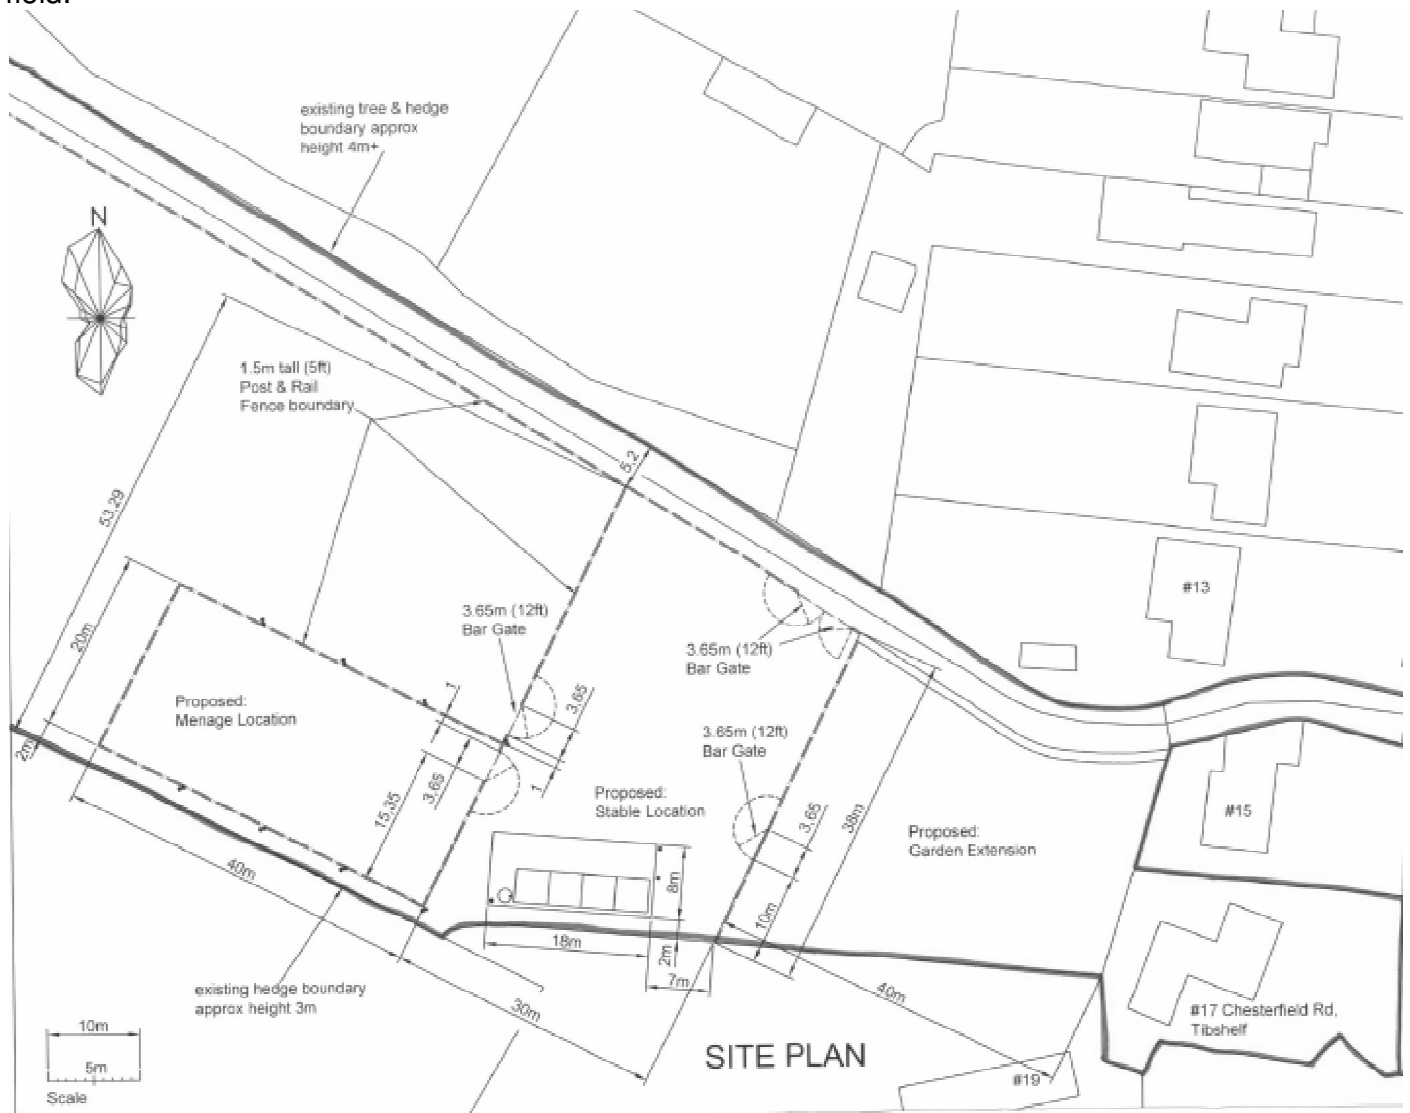 field.
existing tree & hedge
boundary approx
height 4m+
N
1.5m tall (5ft)
Post & Rail
Fence boundary
5,2
53,29
3.65m (12ft)
Bar Gate
3.65m (12ft)
Bar Gate
#13
20m
Proposed:
Menage Location
1
3,65
3.65m (12ft)
Bar Gate
2m
15,35
3,65
1
Proposed:
Stable Location
3,65
38m
Proposed:
Garden Extension
#15
40m
8m
10m
18m
2m
7m
existing hedge boundary
approx height 3m
30m
40m
#17 Chesterfield Rd,
Tibshelf
10m
5m
Scale
SITE PLAN
#19